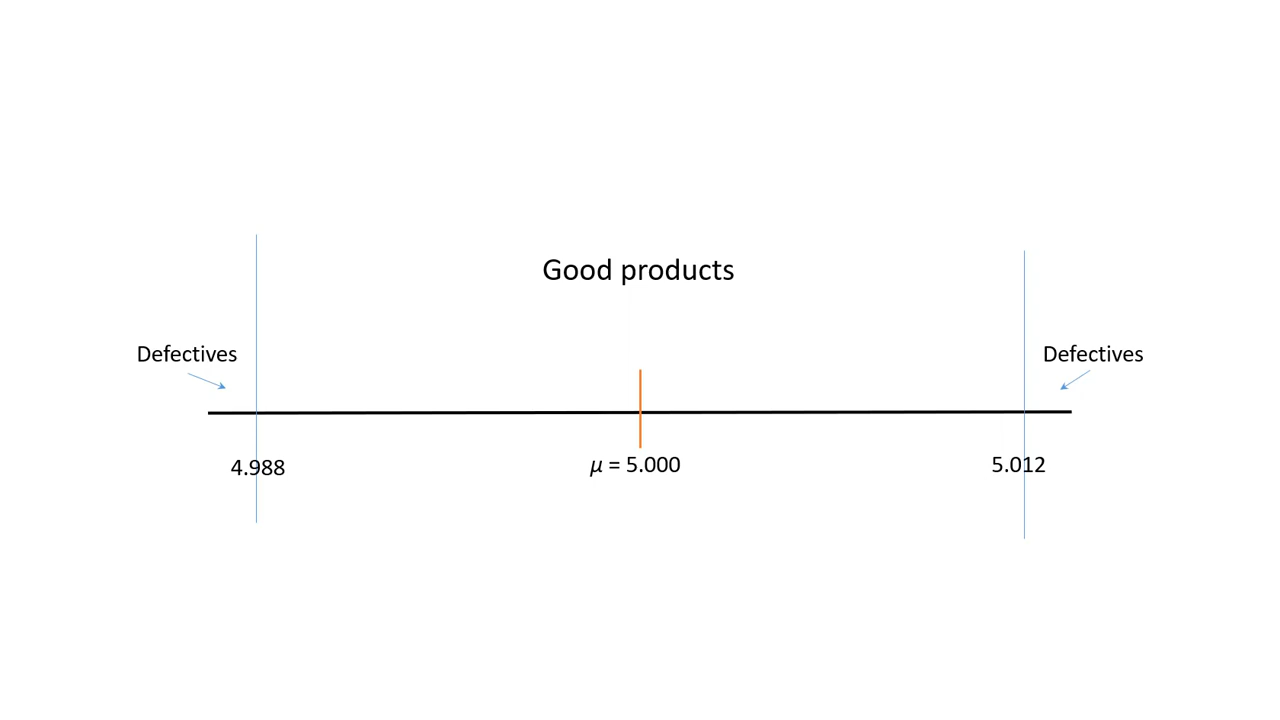 Good products
Defectives
Defectives
4.988
μ = 5.000
5.012